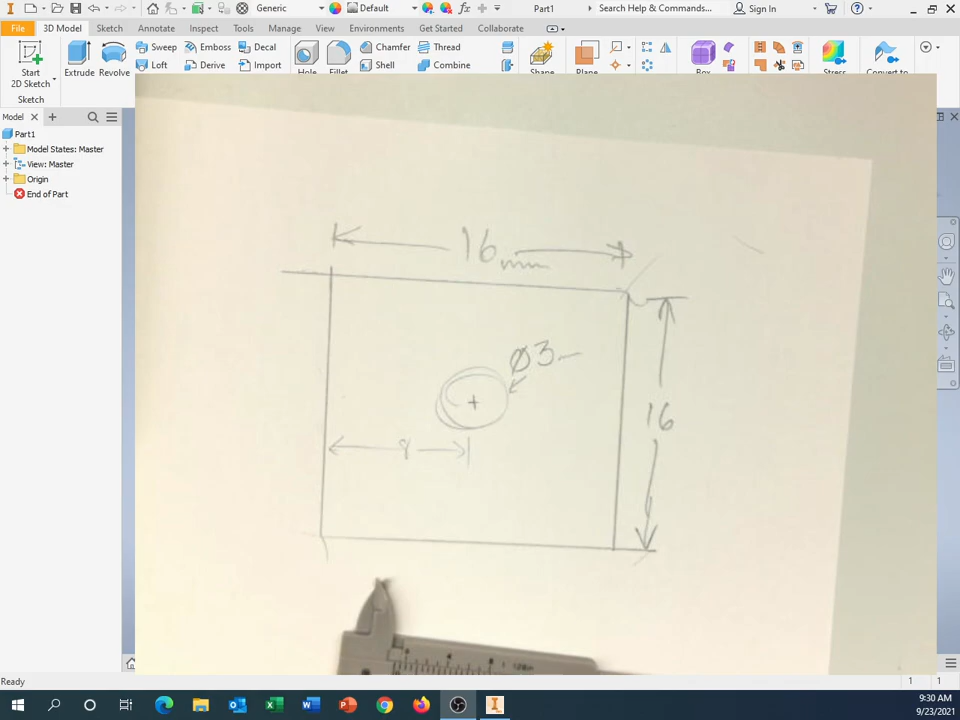 Generic
Default
Part1
Search Help & Commands...
Sign In
File
3D Model
Sketch
Annotate
Inspect
Tools
Manage
View
Environments
Get Started
Collaborate
Start
2D Sketch
Extrude
Revolve
Sweep
Emboss
Decal
Loft
Derive
Import
Hole
Fillet
Chamfer
Thread
Shell
Combine
Shape
Plane
Box
Stress
Convert to
Sketch
Model
Part1
Model States: Master
View: Master
Origin
End of Part
16mm
Ø3
16
8
Ready
1
1
9:30 AM
9/23/2021